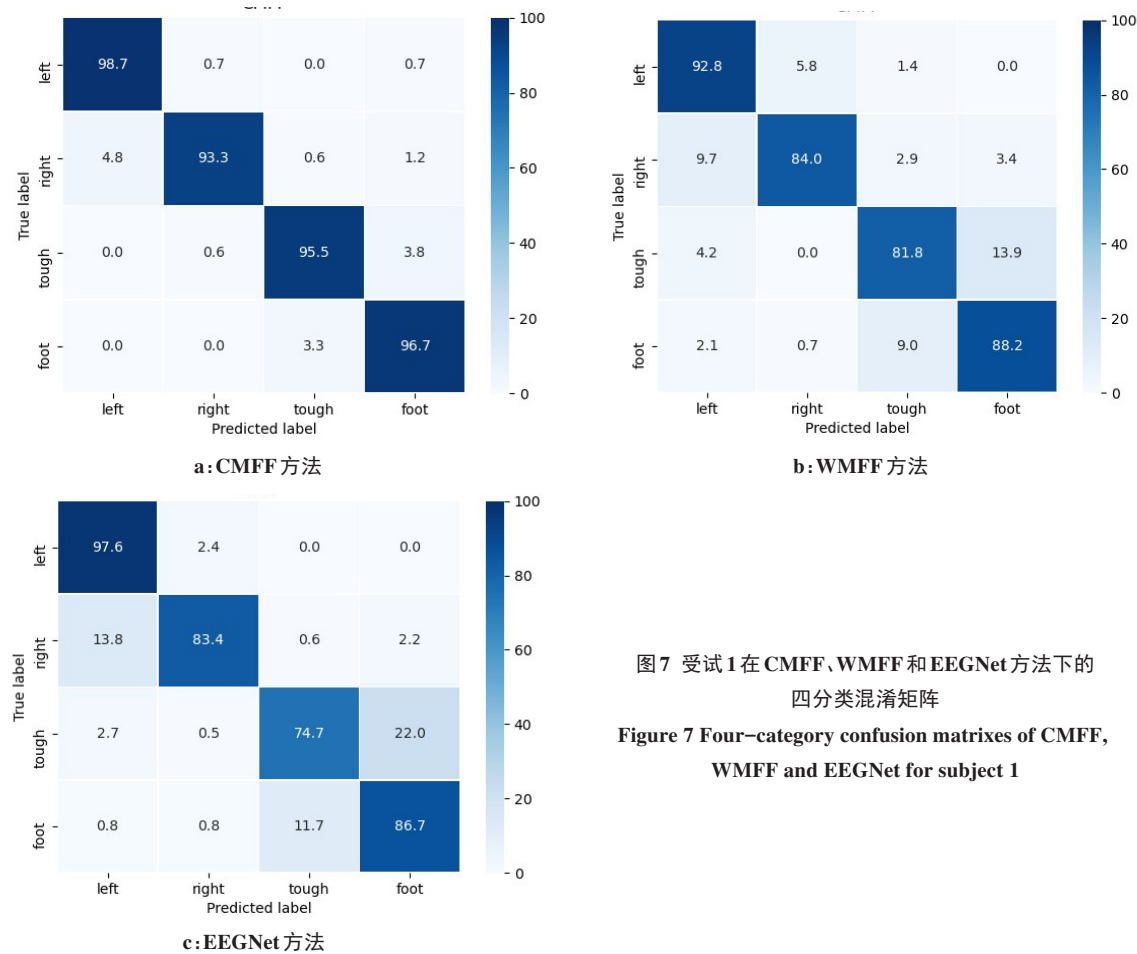 100
left 98.7 0.7 0.0 0.7
80
right 4.8 93.3 0.6 1.2
60
True label
40
tough 0.0 0.6 95.5 3.8
20
foot 0.0 0.0 3.3 96.7
0
left right tough foot
Predicted label
a:CMFF方法
100
left 92.8 5.8 1.4 0.0
80
right 9.7 84.0 2.9 3.4
60
True label
40
tough 4.2 0.0 81.8 13.9
20
foot 2.1 0.7 9.0 88.2
0
left right tough foot
Predicted label
b:WMFF方法
100
left 97.6 2.4 0.0 0.0
80
right 13.8 83.4 0.6 2.2
60
True label
40
tough 2.7 0.5 74.7 22.0
20
foot 0.8 0.8 11.7 86.7
0
left right tough foot
Predicted label
c:EEGNet方法
图7 受试1在CMFF、WMFF和EEGNet方法下的
四分类混淆矩阵
Figure 7 Four-category confusion matrixes of CMFF,
WMFF and EEGNet for subject 1